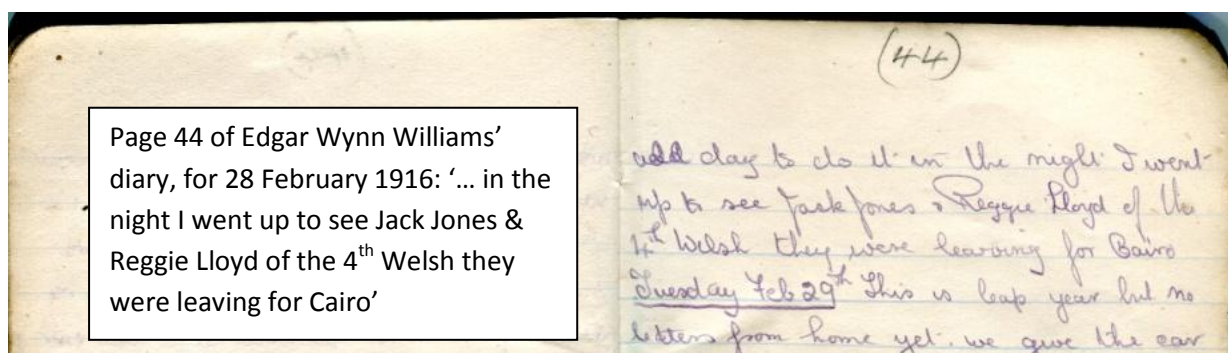 (44)
Page 44 of Edgar Wynn Williams’
diary, for 28 February 1916: ‘… in the
night I went up to see Jack Jones &
Reggie Lloyd of the 4th Welsh they
were leaving for Cairo’
add day to do it in the night I went
up to see Jack Jones & Reggie Lloyd of the
4th Welsh they were leaving for Cairo
Tuesday Feb 29th This is leap year but no
letters from home yet. we give the ear